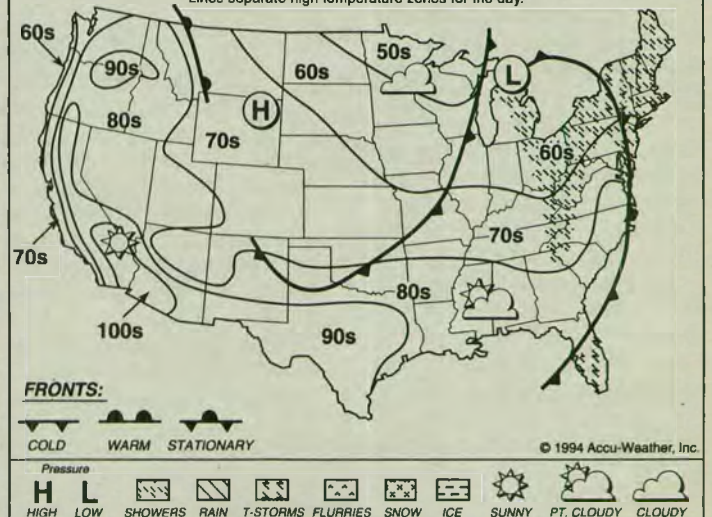 Lines separate high temperature zones for the day.
60s
50s
90s
60s
L
H
80s
70s
60s
70s
70s
80s
100s
90s
FRONTS:
COLD WARM STATIONARY
© 1994 Accu-Weather, Inc.
Pressure
H L
HIGH LOW SHOWERS RAIN T-STORMS FLURRIES SNOW ICE SUNNY PT. CLOUDY CLOUDY